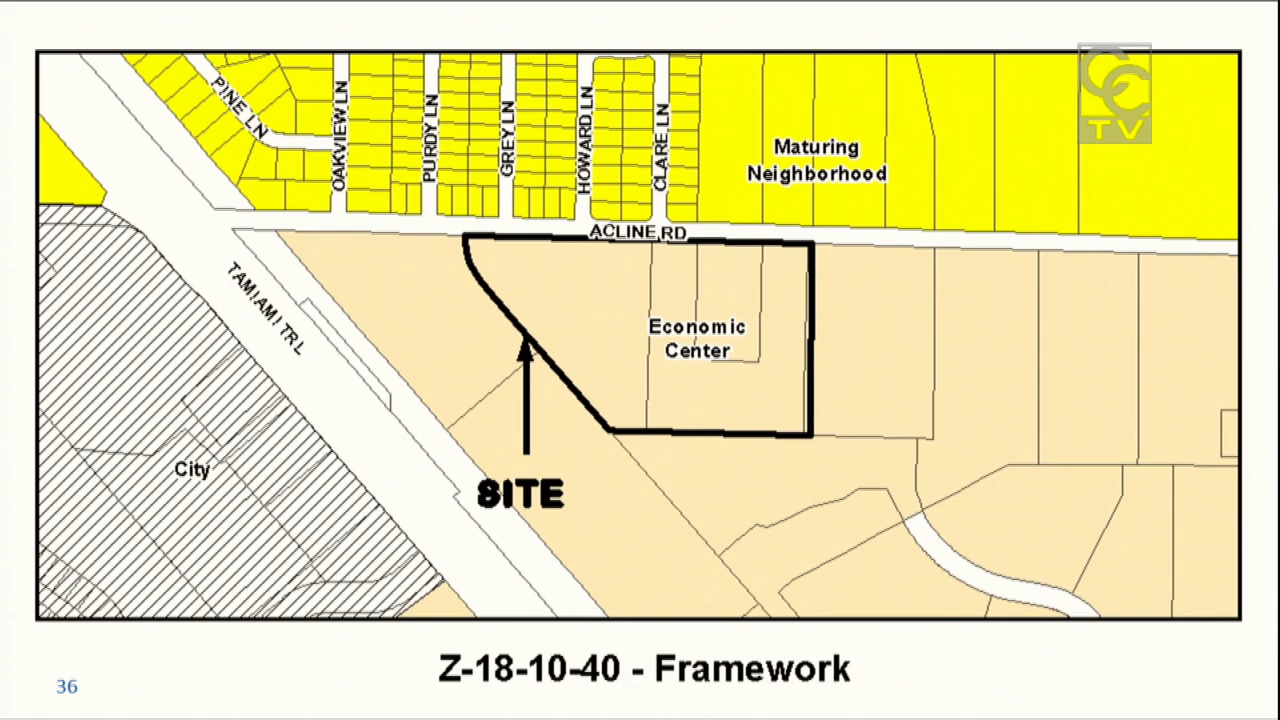 CC
TV
PINE LN
OAKVIEW LN
PURDY LN
GREY LN
HOWARD LN
CLARE LN
Maturing
Neighborhood
ACLINE RD
TAMIAMI TRL
Economic
Center
City
SITE
Z-18-10-40 - Framework
36